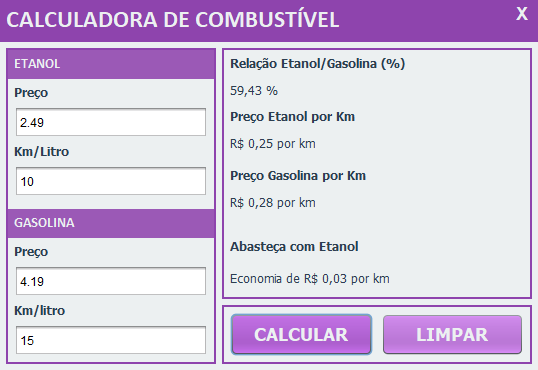 CALCULADORA DE COMBUSTÍVEL
X
ETANOL
Preço
2.49
Km/Litro
10
GASOLINA
Preço
4.19
Km/litro
15
Relação Etanol/Gasolina (%)
59,43 %
Preço Etanol por Km
R$ 0,25 por km
Preço Gasolina por Km
R$ 0,28 por km
Abasteça com Etanol
Economia de R$ 0,03 por km
CALCULAR
LIMPAR